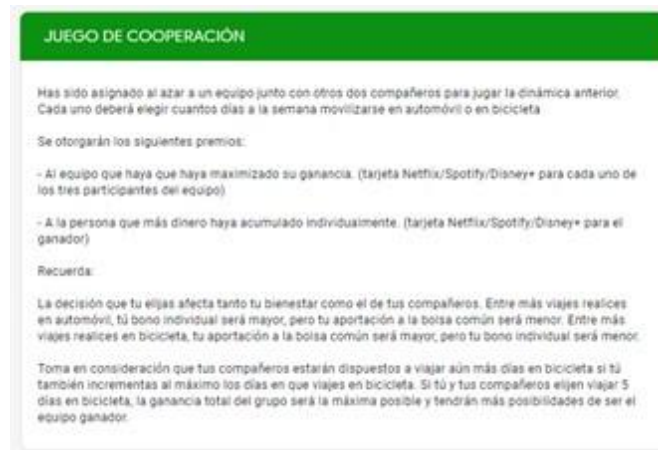 JUEGO DE COOPERACIÓN
Has sido asignado al azar a un equipo junto con otros dos compañeros para jugar la dinámica anterior.
Cada uno deberá elegir cuantos días a la semana movilizarse en automóvil o en bicicleta
Se otorgarán los siguientes premios:
- Al equipo que haya que haya maximizado su ganancia. (tarjeta Netflix/Spotify/Disney+ para cada uno de
los tres participantes del equipo)
- A la persona que más dinero haya acumulado individualmente. (tarjeta Netflix/Spotify/Disney+ para el
ganador)
Recuerda:
La decisión que tu elijas afecta tanto tu bienestar como el de tus compañeros. Entre más viajes realices
en automóvil, tú bono individual será mayor, pero tu aportación a la bolsa común será menor. Entre más
viajes realices en bicicleta, tu aportación a la bolsa común será mayor, pero tu bono individual será menor.
Toma en consideración que tus compañeros estarán dispuestos a viajar aún más días en bicicleta si tú
también incrementas al máximo los días en que viajes en bicicleta. Si tú y tus compañeros elijen viajar 5
días en bicicleta, la ganancia total del grupo será la máxima posible y tendrán más posibilidades de ser el
equipo ganador.